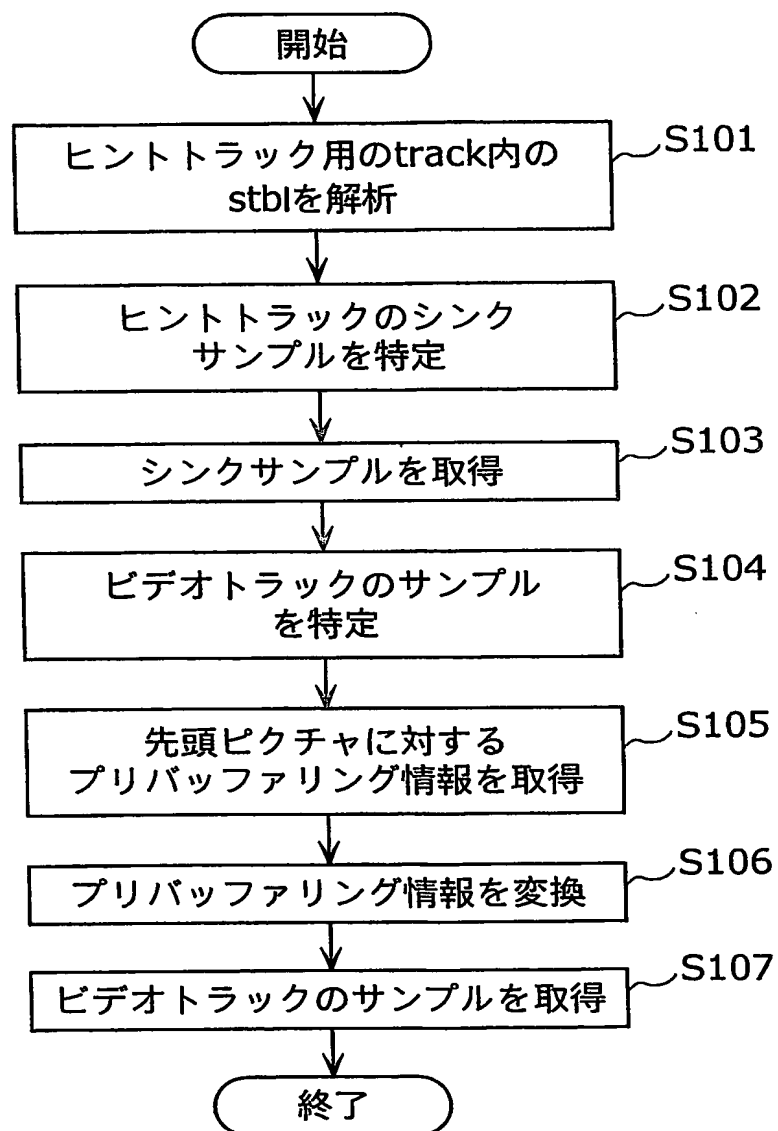 開始
ヒントトラック用のtrack内の
stblを解析
S101
ヒントトラックのシンク
サンプルを特定
S102
シンクサンプルを取得
S103
ビデオトラックのサンプル
を特定
S104
先頭ピクチャに対する
プリバッファリング情報を取得
S105
プリバッファリング情報を変換
S106
ビデオトラックのサンプルを取得
S107
終了